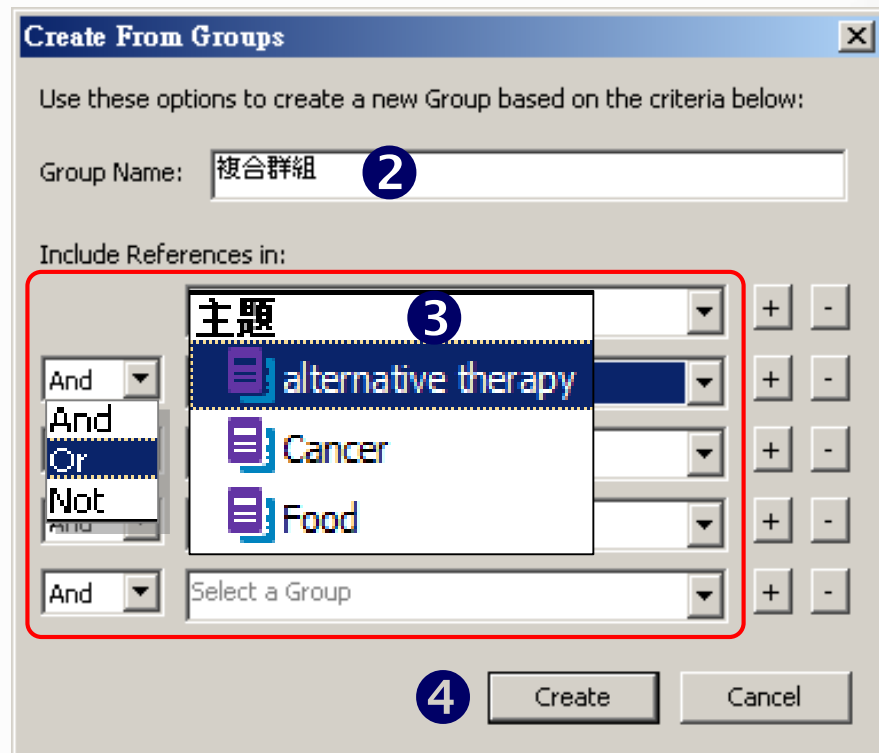 Create From Groups
Use these options to create a new Group based on the criteria below:
Group Name: 複合群組 2
Include References in:
主題 3
+ -
And alternative therapy + -
And
Or Cancer + -
Not Food
And + -
And Select a Group + -
4 Create Cancel